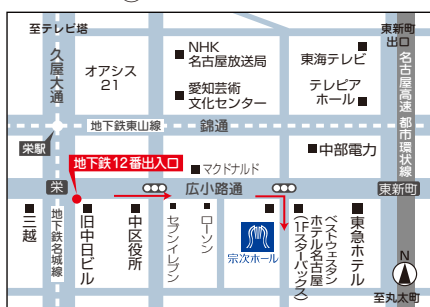 至テレビ塔
東新町
出口
久屋大通
オアシス
21
NHK
名古屋放送局
愛知芸術
文化センター
東海テレビ
テレピア
ホール
名古屋高速 都市環状線
地下鉄東山線
錦通
栄駅
地下鉄12番出入口
中部電力
マクドナルド
栄
広小路通
東新町
三越
地下鉄名城線
旧中日ビル
中区役所
セブンイレブン
ローソン
宗次ホール
ベストウェスタン
ホテル名古屋
(1Fスターバックス)
東急ホテル
N
至丸太町